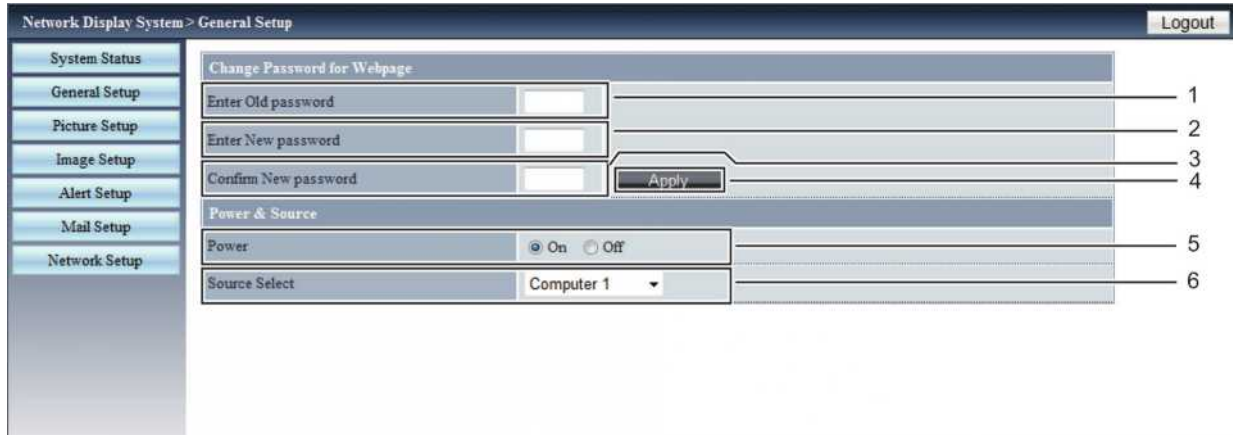 Network Display System > General Setup
Logout
System Status
General Setup
Picture Setup
Image Setup
Alert Setup
Mail Setup
Network Setup
Change Password for Webpage
Enter Old password
1
Enter New password
2
Confirm New password
3
Apply
4
Power & Source
Power
On
Off
5
Source Select
Computer 1
6